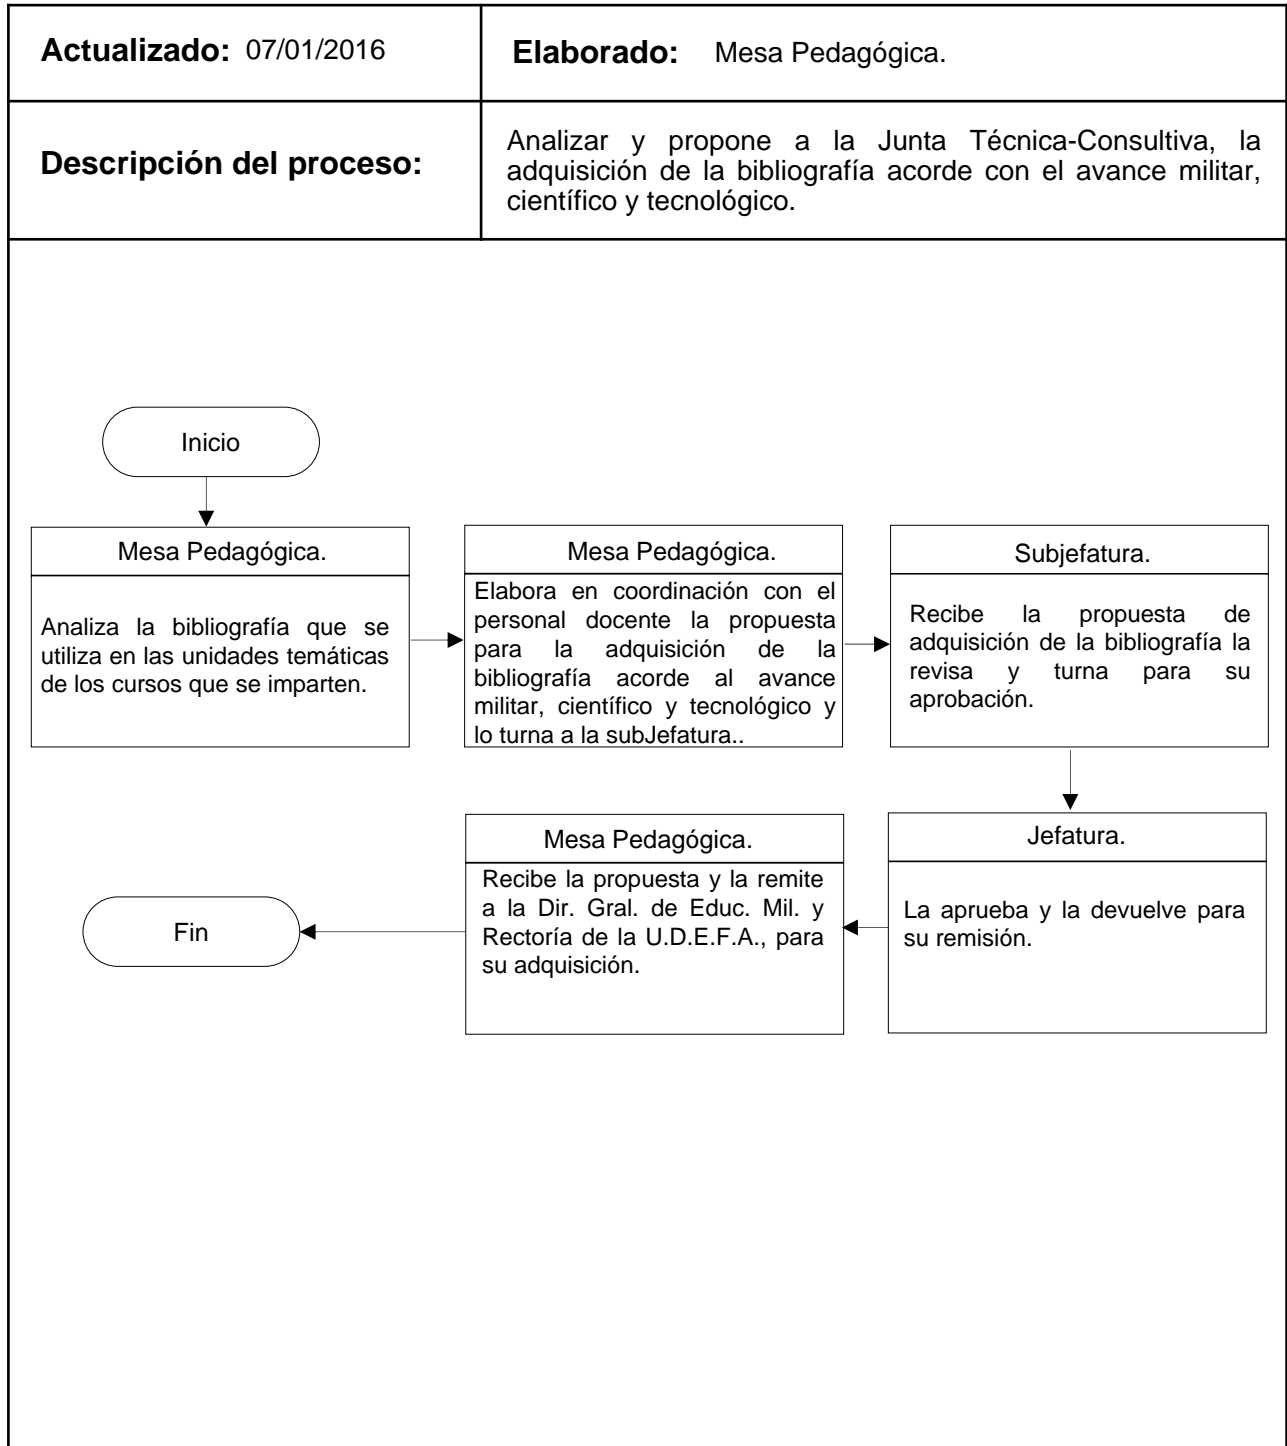 Actualizado: 07/01/2016
Elaborado: Mesa Pedagógica.
Descripción del proceso:
Analizar y propone a la Junta Técnica-Consultiva, la
adquisición de la bibliografía acorde con el avance militar,
científico y tecnológico.
Inicio
Mesa Pedagógica.
Analiza la bibliografía que se
utiliza en las unidades temáticas
de los cursos que se imparten.
Mesa Pedagógica.
Elabora en coordinación con el
personal docente la propuesta
para la adquisición de la
bibliografía acorde al avance
militar, científico y tecnológico y
lo turna a la subJefatura..
Subjefatura.
Recibe la propuesta de
adquisición de la bibliografía la
revisa y turna para su
aprobación.
Jefatura.
La aprueba y la devuelve para
su remisión.
Mesa Pedagógica.
Recibe la propuesta y la remite
a la Dir. Gral. de Educ. Mil. y
Rectoría de la U.D.E.F.A., para
su adquisición.
Fin